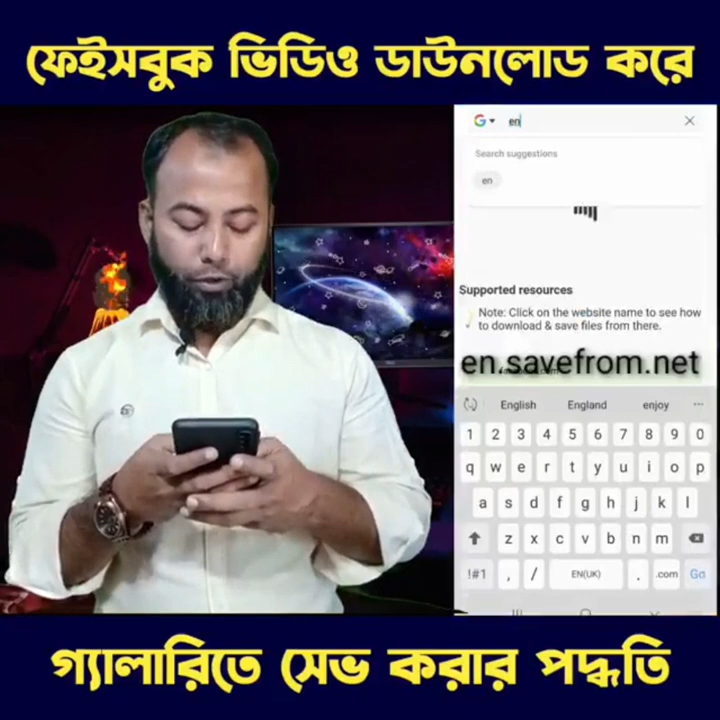 ফেইসবুক ভিডিও ডাউনলোড করে
en
Search suggestions
en
Supported resources
Note: Click on the website name to see how
to download & save files from there.
en.savefrom.net
English England enjoy
1 2 3 4 5 6 7 8 9 0
q w e r t y u i o p
a s d f g h j k l
z x c v b n m
!#1 , / EN(UK) . .com Go
গ্যালারিতে সেভ করার পদ্ধতি